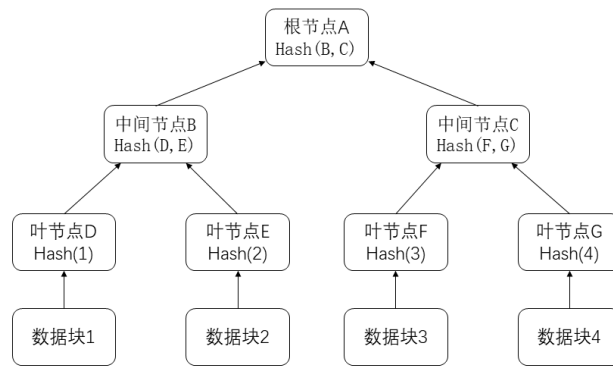 根节点A
Hash(B,C)
中间节点B
Hash(D,E)
中间节点C
Hash(F,G)
叶节点D
Hash(1)
叶节点E
Hash(2)
叶节点F
Hash(3)
叶节点G
Hash(4)
数据块1
数据块2
数据块3
数据块4